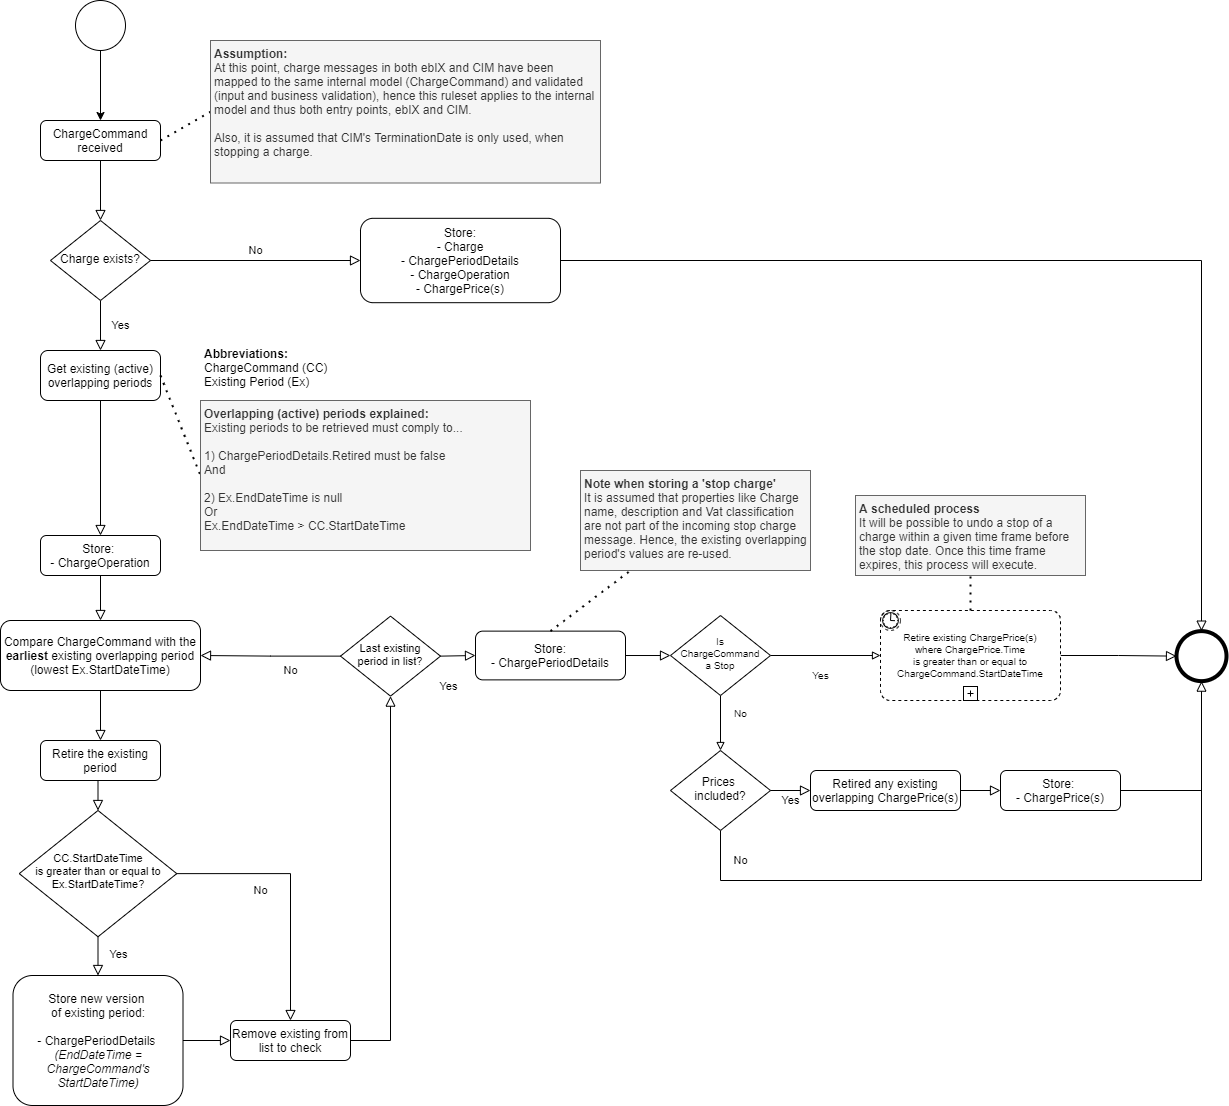 Assumption:
At this point, charge messages in both ebIX and CIM have been
mapped to the same internal model (ChargeCommand) and validated
(input and business validation), hence this ruleset applies to the internal
model and thus both entry points, ebIX and CIM.
Also, it is assumed that CIM's TerminationDate is only used, when
stopping a charge.
ChargeCommand
received
Charge exists?
No
Store:
- Charge
- ChargePeriodDetails
- ChargeOperation
- ChargePrice(s)
Yes
Get existing (active)
overlapping periods
Abbreviations:
ChargeCommand (CC)
Existing Period (Ex)
Overlapping (active) periods explained:
Existing periods to be retrieved must comply to...
1) ChargePeriodDetails.Retired must be false
And
2) Ex.EndDateTime is null
Or
Ex.EndDateTime > CC.StartDateTime
Note when storing a 'stop charge'
It is assumed that properties like Charge
name, description and Vat classification
are not part of the incoming stop charge
message. Hence, the existing overlapping
period's values are re-used.
A scheduled process
It will be possible to undo a stop of a
charge within a given time frame before
the stop date. Once this time frame
expires, this process will execute.
Store:
- ChargeOperation
Compare ChargeCommand with the
earliest existing overlapping period
(lowest Ex.StartDateTime)
No
Last existing
period in list?
Yes
Store:
- ChargePeriodDetails
Is
ChargeCommand
a Stop
Yes
Retire existing ChargePrice(s)
where ChargePrice.Time
is greater than or equal to
ChargeCommand.StartDateTime
No
Retire the existing
period
Prices
included?
Yes
Retired any existing
overlapping ChargePrice(s)
Store:
- ChargePrice(s)
No
CC.StartDateTime
is greater than or equal to
Ex.StartDateTime?
No
Yes
Store new version
of existing period:
- ChargePeriodDetails
(EndDateTime =
ChargeCommand's
StartDateTime)
Remove existing from
list to check